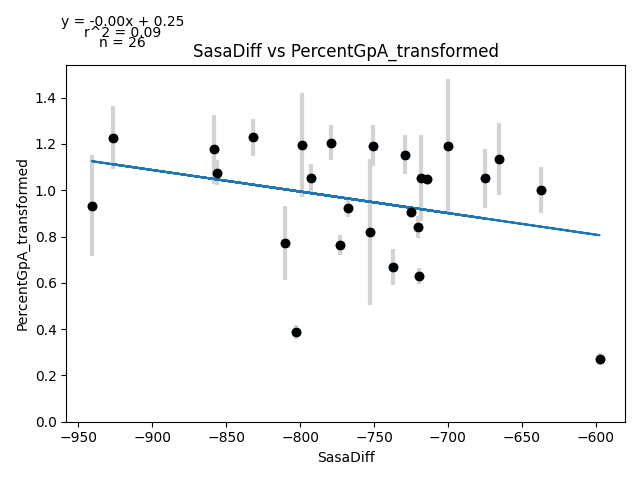 y = -0.00x + 0.25
r^2 = 0.09
n = 26
SasaDiff vs PercentGpA_transformed
PercentGpA_transformed
1.4
1.2
1.0
0.8
0.6
0.4
0.2
0.0
−950 −900 −850 −800 −750 −700 −650 −600
SasaDiff